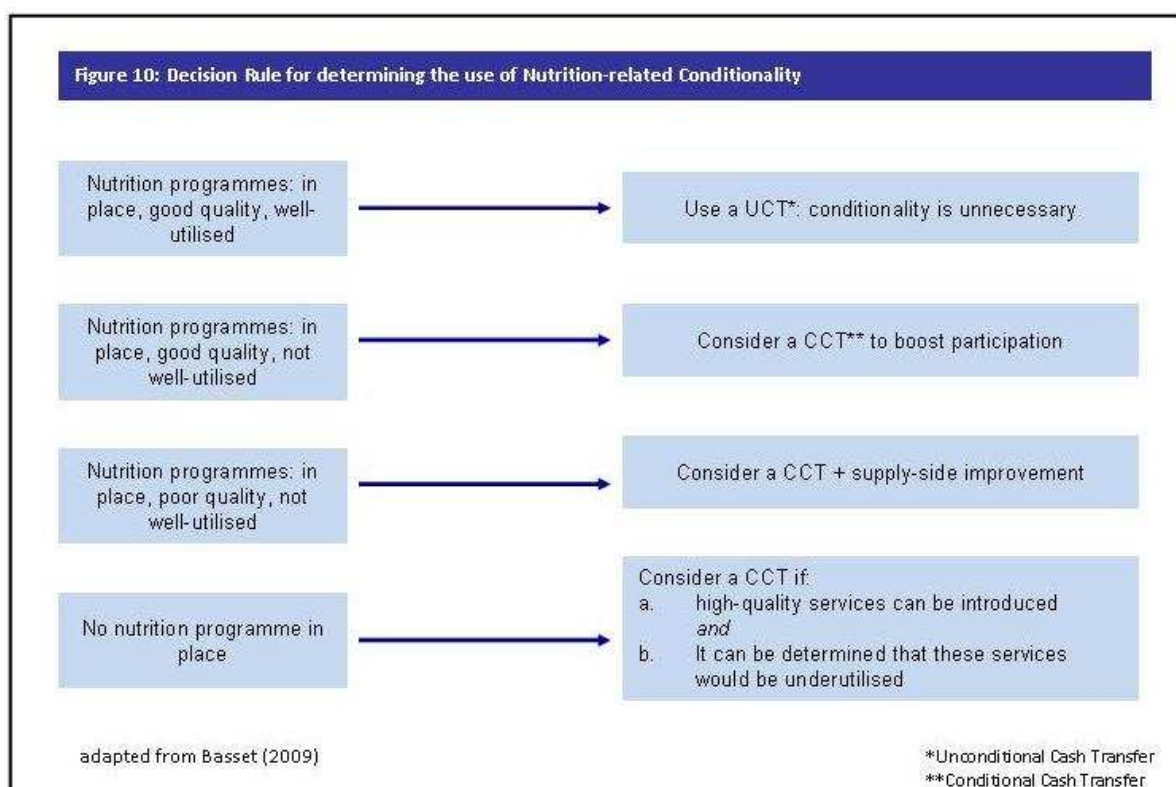 Figure 10: Decision Rule for determining the use of Nutrition-related Conditionality
Nutrition programmes: in
place, good quality, well-
utilised
Use a UCT*: conditionality is unnecessary
Nutrition programmes: in
place, good quality, not
well-utilised
Consider a CCT** to boost participation
Nutrition programmes: in
place, poor quality, not
well-utilised
Consider a CCT + supply-side improvement
No nutrition programme in
place
Consider a CCT if:
a. high-quality services can be introduced
and
b. It can be determined that these services
would be underutilised
adapted from Basset (2009)
*Unconditional Cash Transfer
**Conditional Cash Transfer